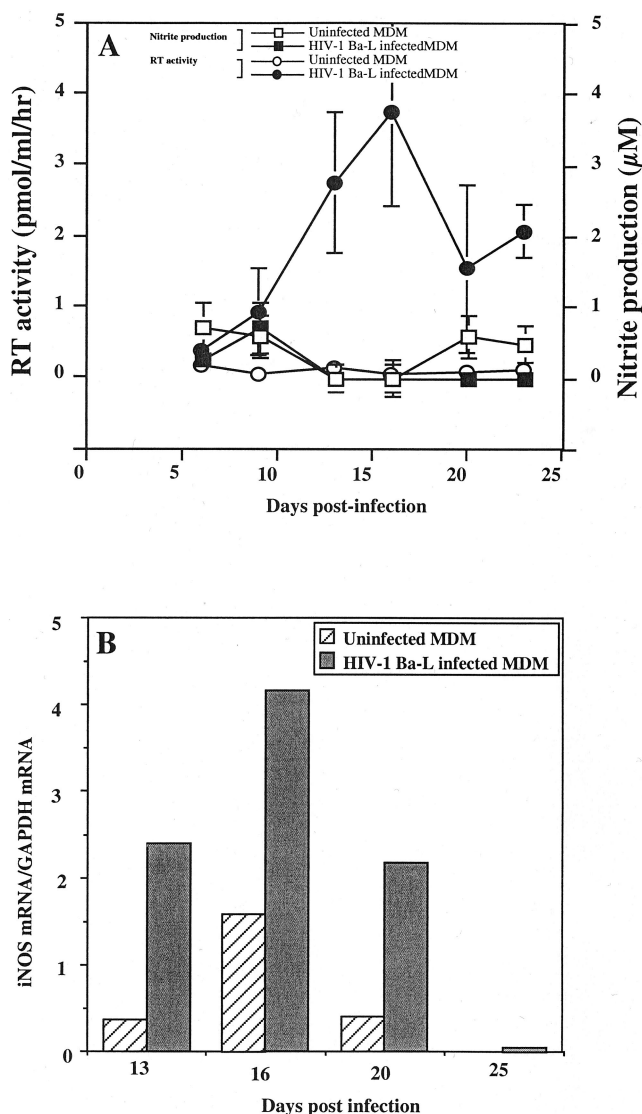 A
Nitrite production
Uninfected MDM
HIV-1 Ba-L infectedMDM
RT activity
Uninfected MDM
HIV-1 Ba-L infectedMDM
RT activity (pmol/ml/hr)
5
4
3
2
1
0
Nitrite production (µM)
5
4
3
2
1
0
0 5 10 15 20 25
Days post-infection
B
Uninfected MDM
HIV-1 Ba-L infected MDM
iNOS mRNA/GAPDH mRNA
5
4
3
2
1
0
13 16 20 25
Days post infection